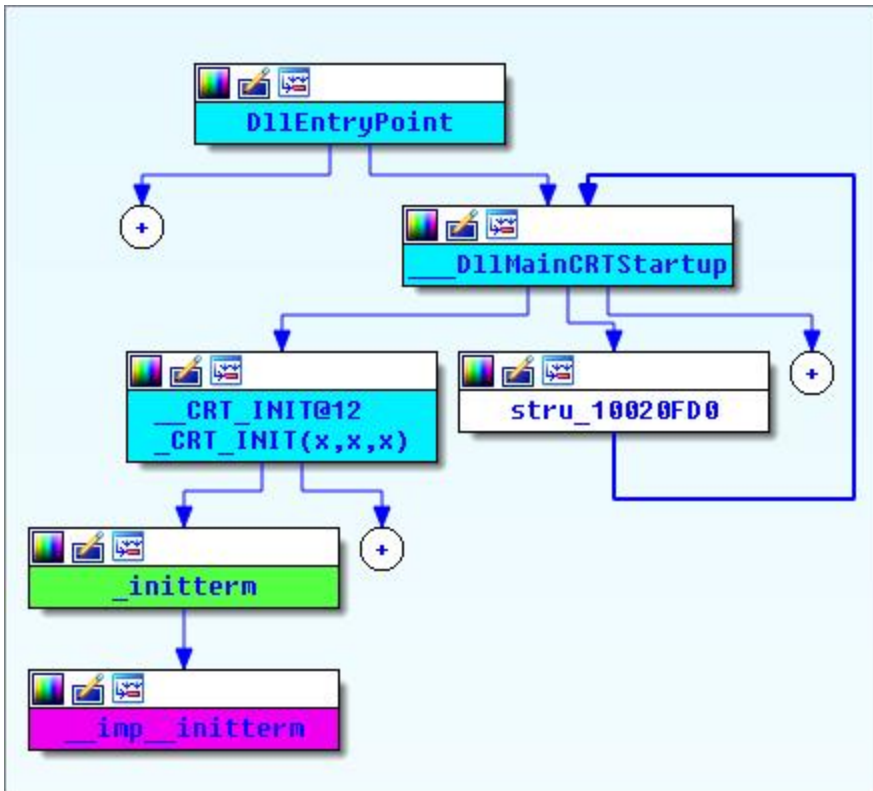 DllEntryPoint
+
___DllMainCRTStartup
__CRT_INIT@12
_CRT_INIT(x,x,x)
stru_10020FD0
+
_initterm
+
__imp__initterm